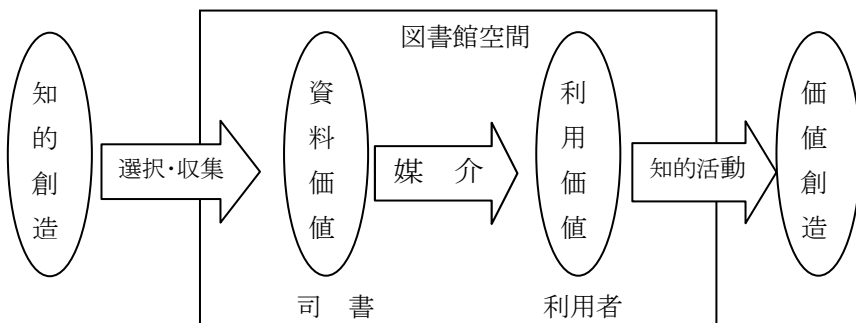 図書館空間
知的創造
選択・収集
資料価値
媒　介
利用価値
知的活動
価値創造
司　書
利用者